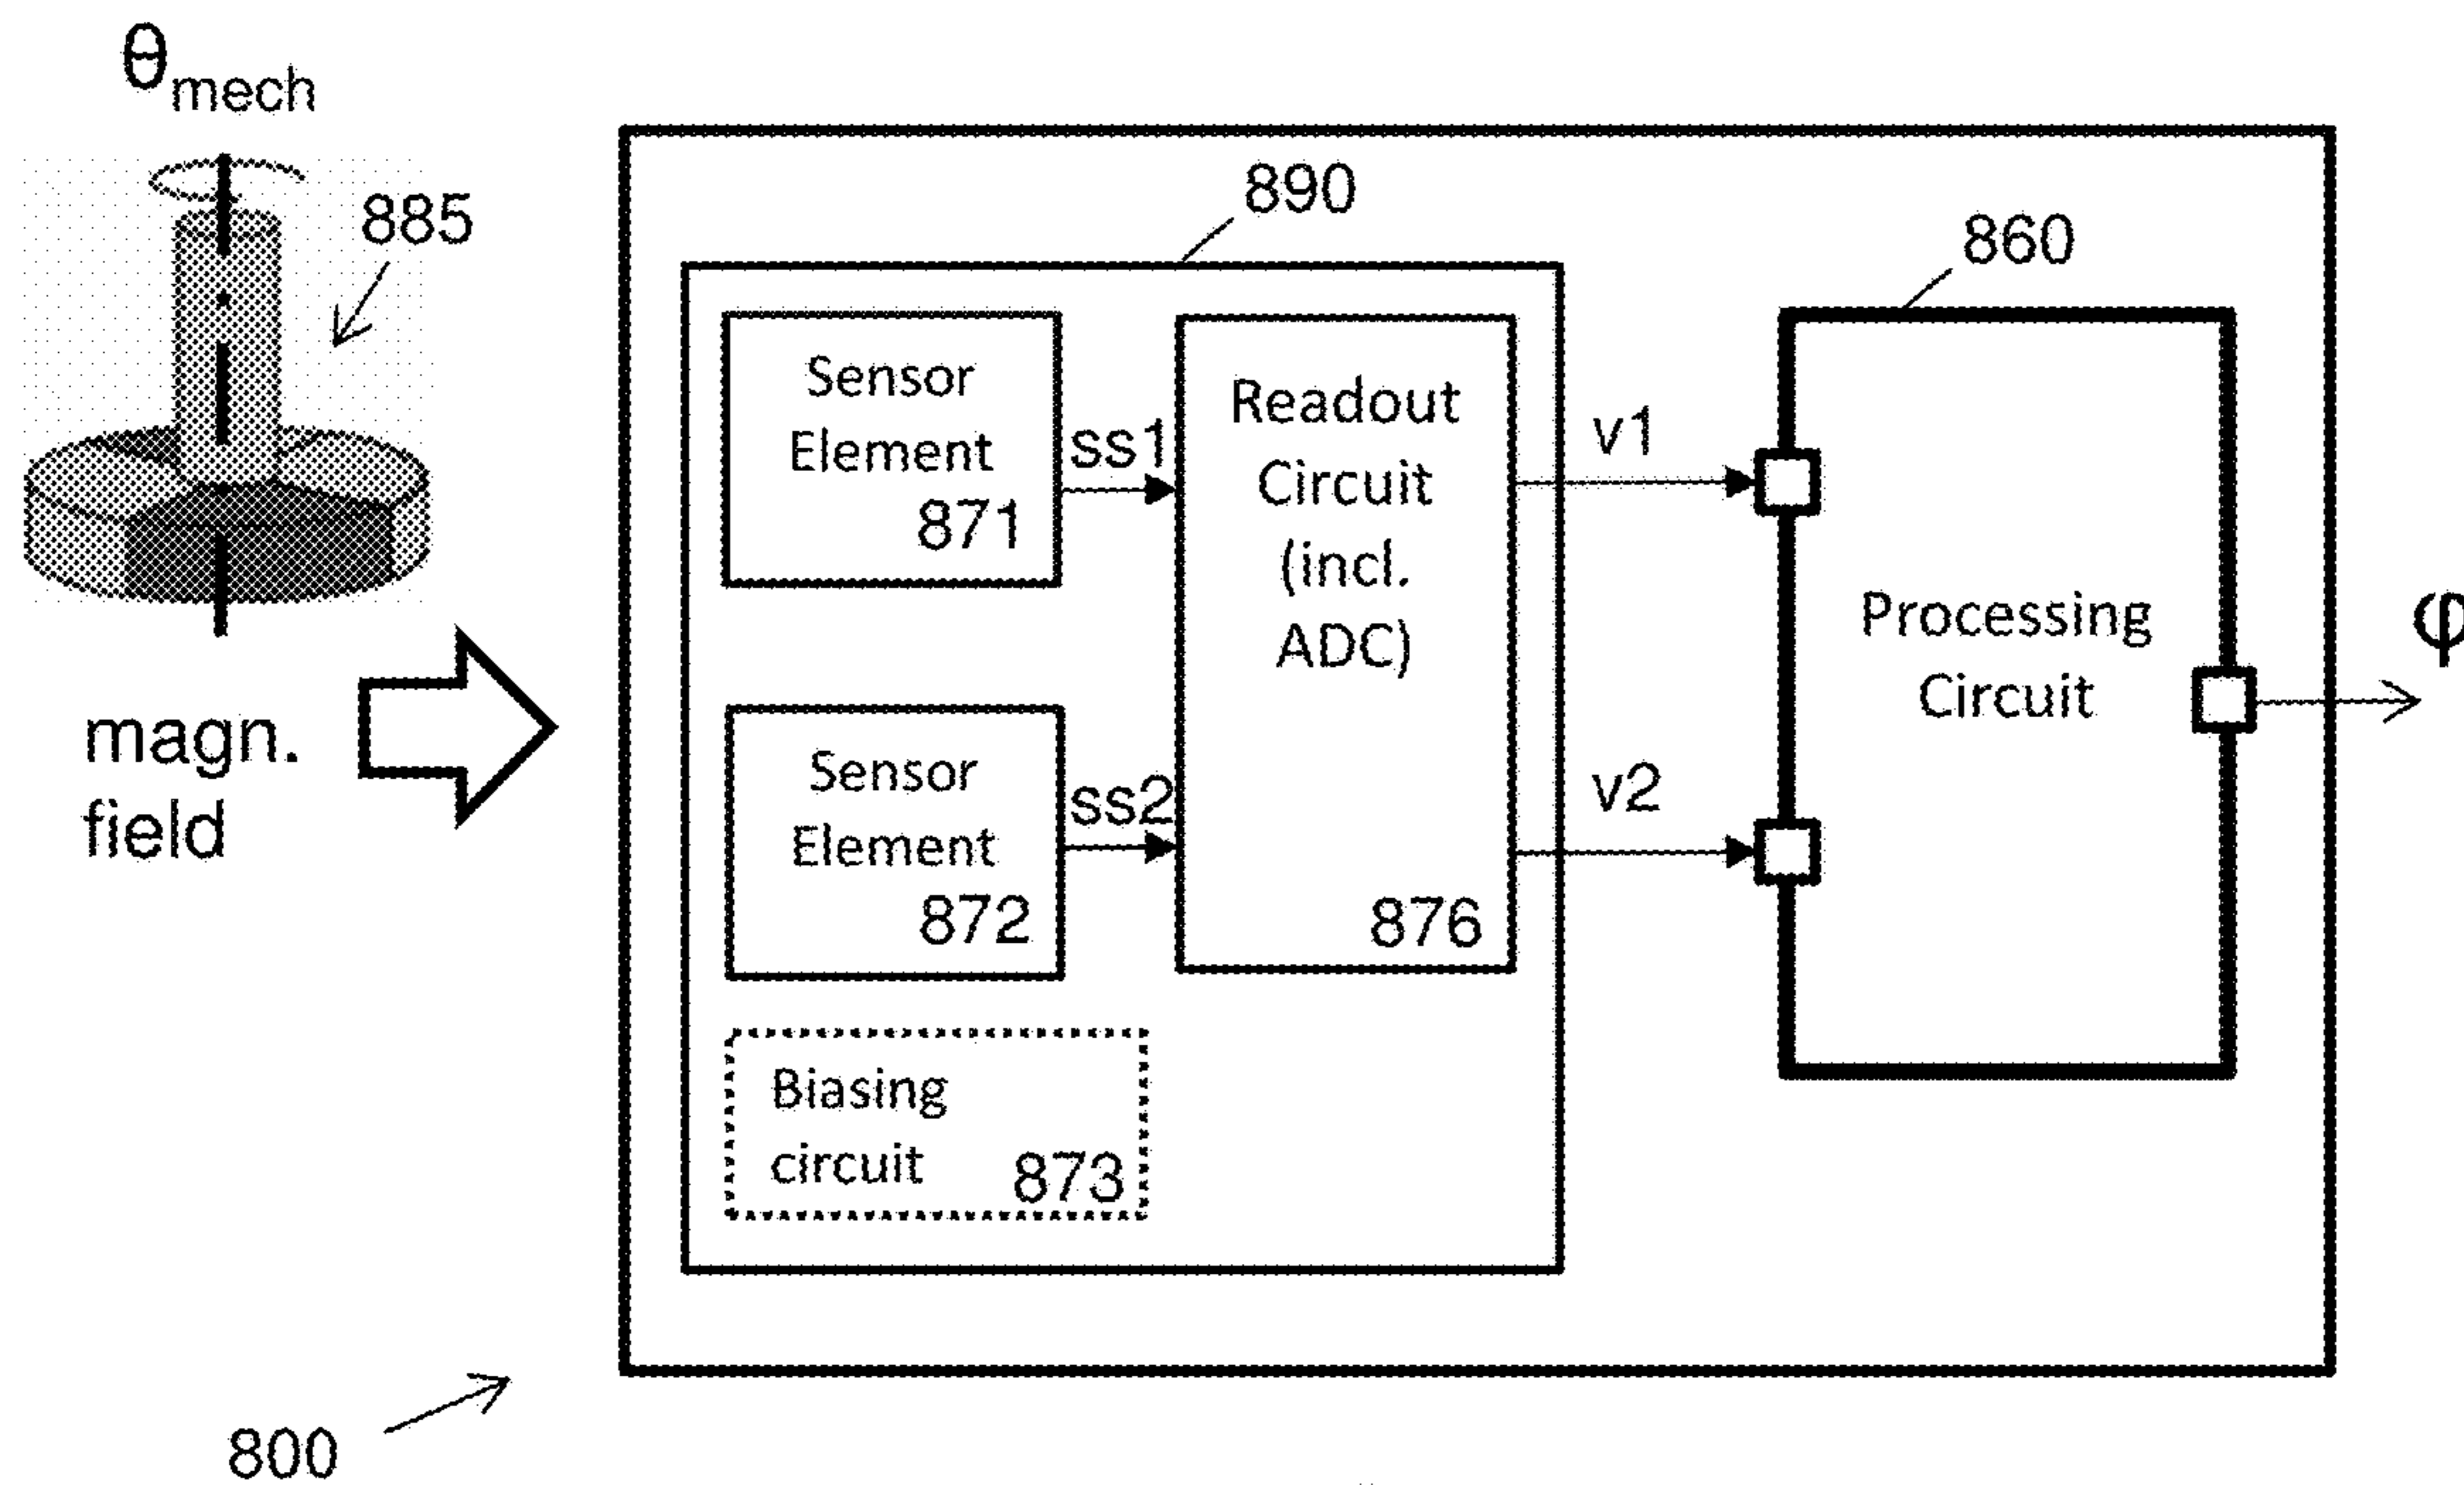 θmech
885
890
860
Sensor
Element
871
ss1
Readout
Circuit
(incl.
ADC)
876
v1
Processing
Circuit
φ
magn.
field
Sensor
Element
872
ss2
v2
Biasing
circuit
873
800